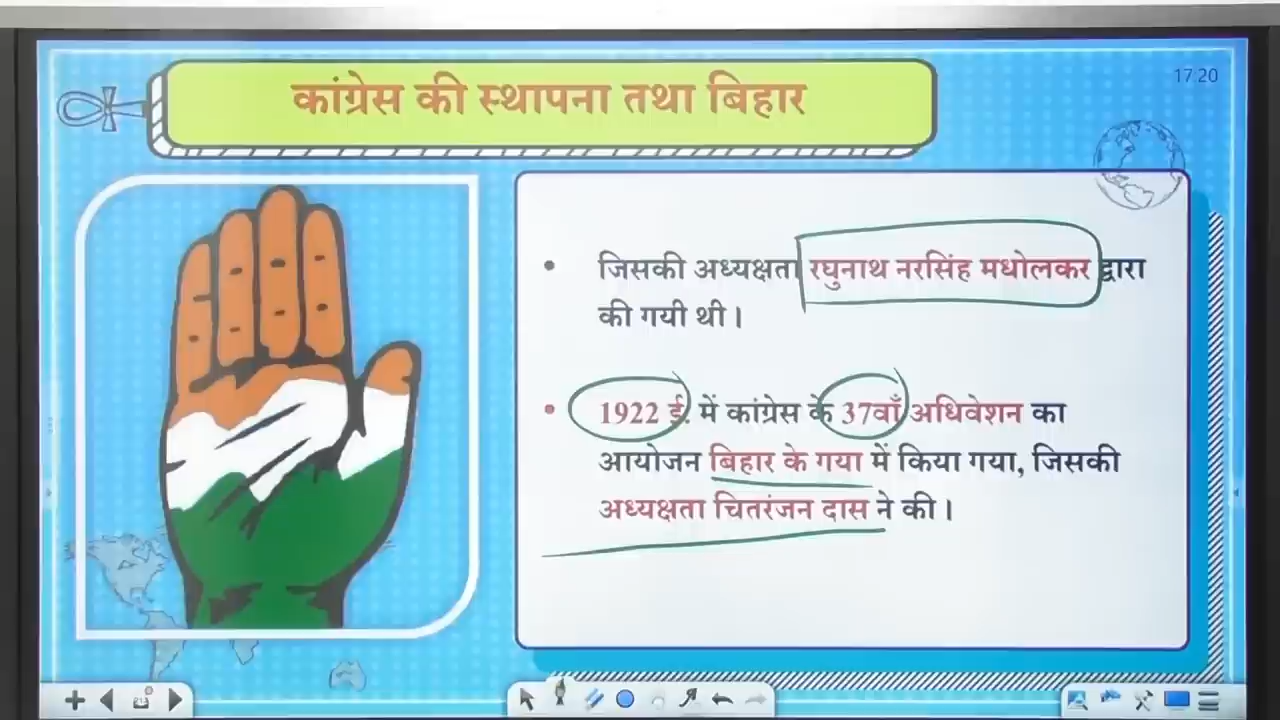 17:20
कांग्रेस की स्थापना तथा बिहार
• जिसकी अध्यक्षता रघुनाथ नरसिंह मधोलकर द्वारा
की गयी थी।
• 1922 ई. में कांग्रेस के 37वाँ अधिवेशन का
आयोजन बिहार के गया में किया गया, जिसकी
अध्यक्षता चितरंजन दास ने की।